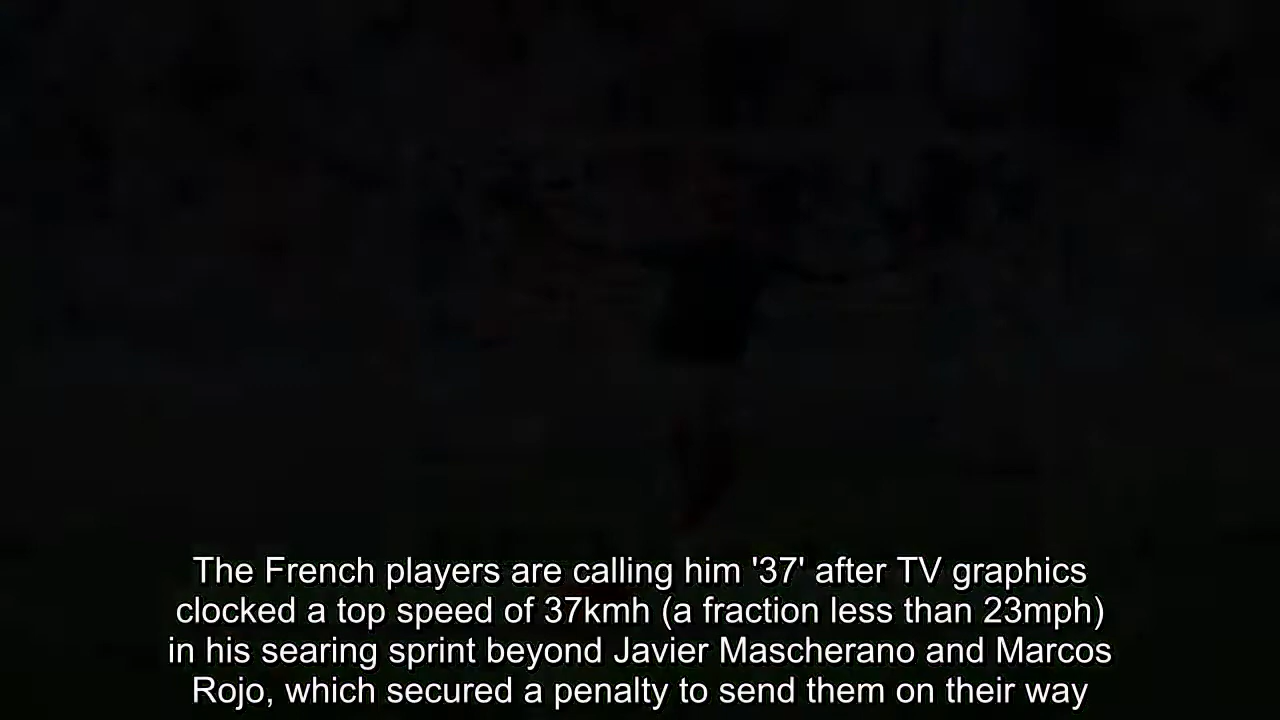 The French players are calling him '37' after TV graphics
clocked a top speed of 37kmh (a fraction less than 23mph)
in his searing sprint beyond Javier Mascherano and Marcos
Rojo, which secured a penalty to send them on their way